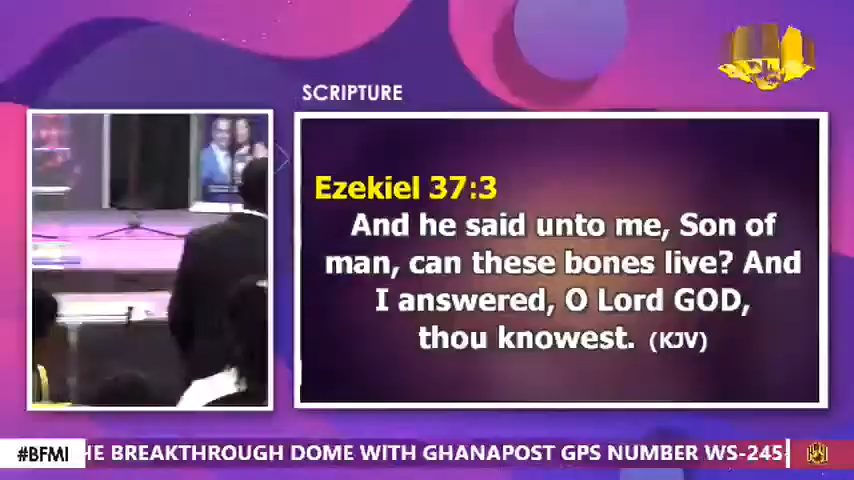 SCRIPTURE
Ezekiel 37:3
And he said unto me, Son of
man, can these bones live? And
I answered, O Lord GOD,
thou knowest. (KJV)
#BFMI
HE BREAKTHROUGH DOME WITH GHANAPOST GPS NUMBER WS-245-